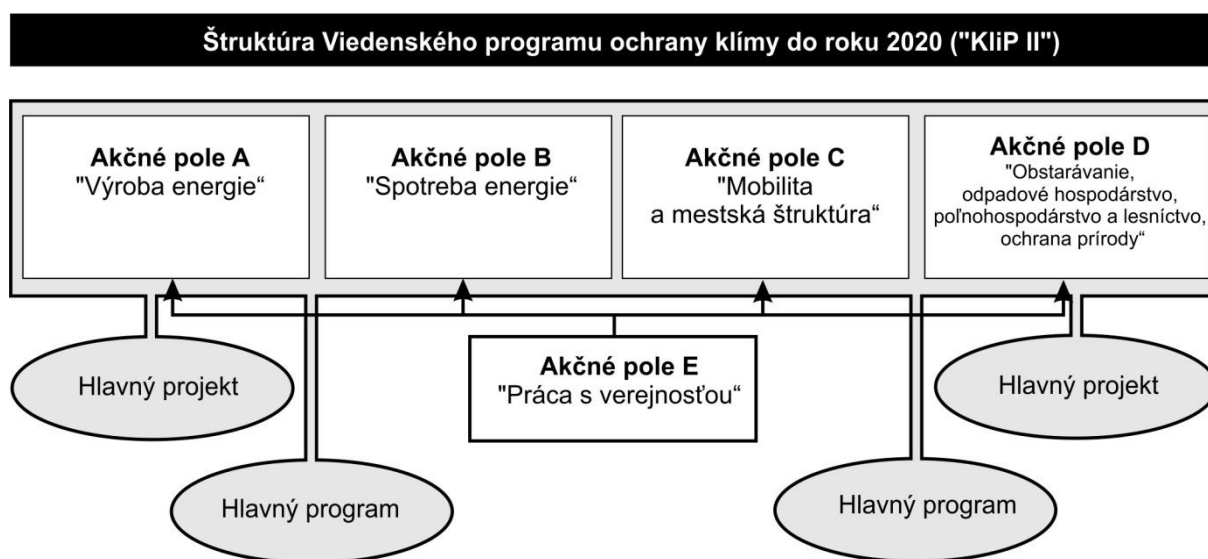 Štruktúra Viedenského programu ochrany klímy do roku 2020 ("KliP II")
Akčné pole A
"Výroba energie“
Akčné pole B
"Spotreba energie“
Akčné pole C
"Mobilita
a mestská štruktúra“
Akčné pole D
"Obstarávanie,
odpadové hospodárstvo,
poľnohospodárstvo a lesníctvo,
ochrana prírody“
Hlavný projekt
Akčné pole E
"Práca s verejnosťou“
Hlavný projekt
Hlavný program
Hlavný program